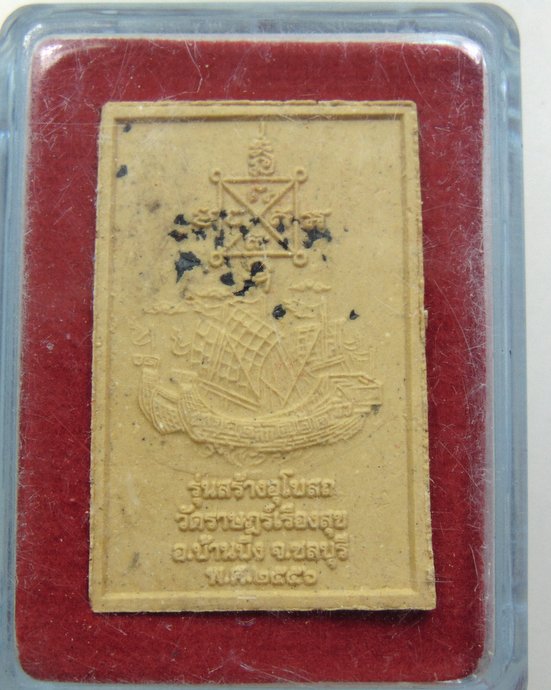 รุ่นสร้างอุโบสถ
วัดราษฎร์เรืองสุข
อ.บ้านบึง จ.ชลบุรี
พ.ศ.๒๕๕๖